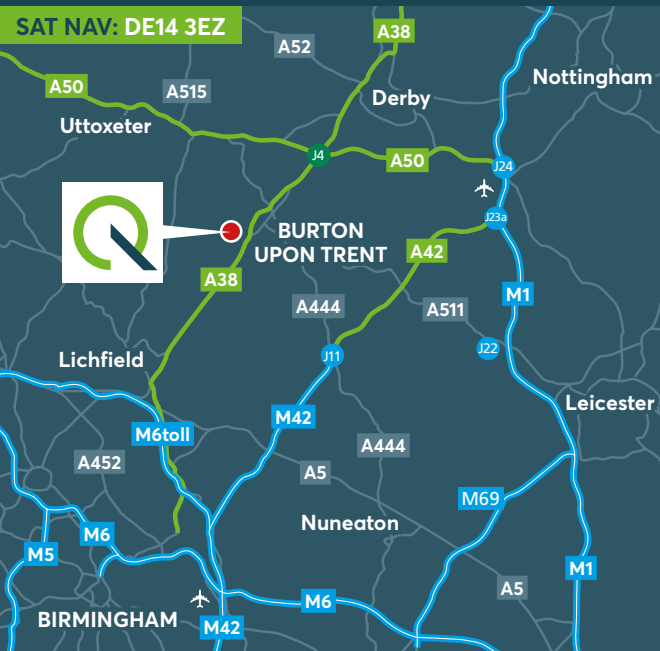 SAT NAV: DE14 3EZ
A38
A52
Nottingham
A50
A515
Derby
Uttoxeter
J4
A50
J24
J23a
BURTON
UPON TRENT
A42
A38
M1
A444
A511
J22
J11
Lichfield
Leicester
M42
M6toll
A444
A452
A5
M69
Nuneaton
M6
M5
M1
A5
M6
BIRMINGHAM
M42